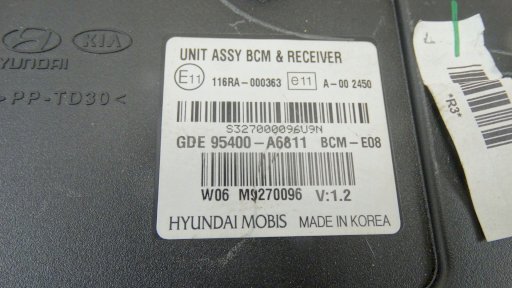 HYUNDAI
KIA
>PP-TD30<
UNIT ASSY BCM & RECEIVER
E11 116RA-000363 e11 A-00 2450
S327000096U9N
GDE 95400-A6811 BCM-E08
W06 M9270096 V:1.2
HYUNDAI MOBIS MADE IN KOREA
*R3*